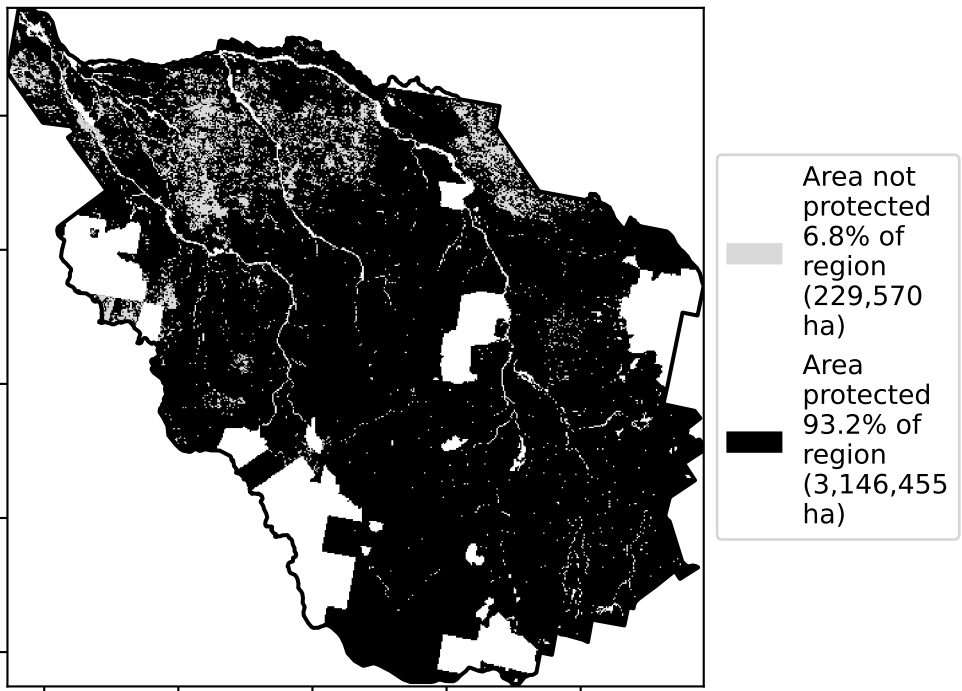 Area not
protected
6.8% of
region
(229,570
ha)
Area
protected
93.2% of
region
(3,146,455
ha)